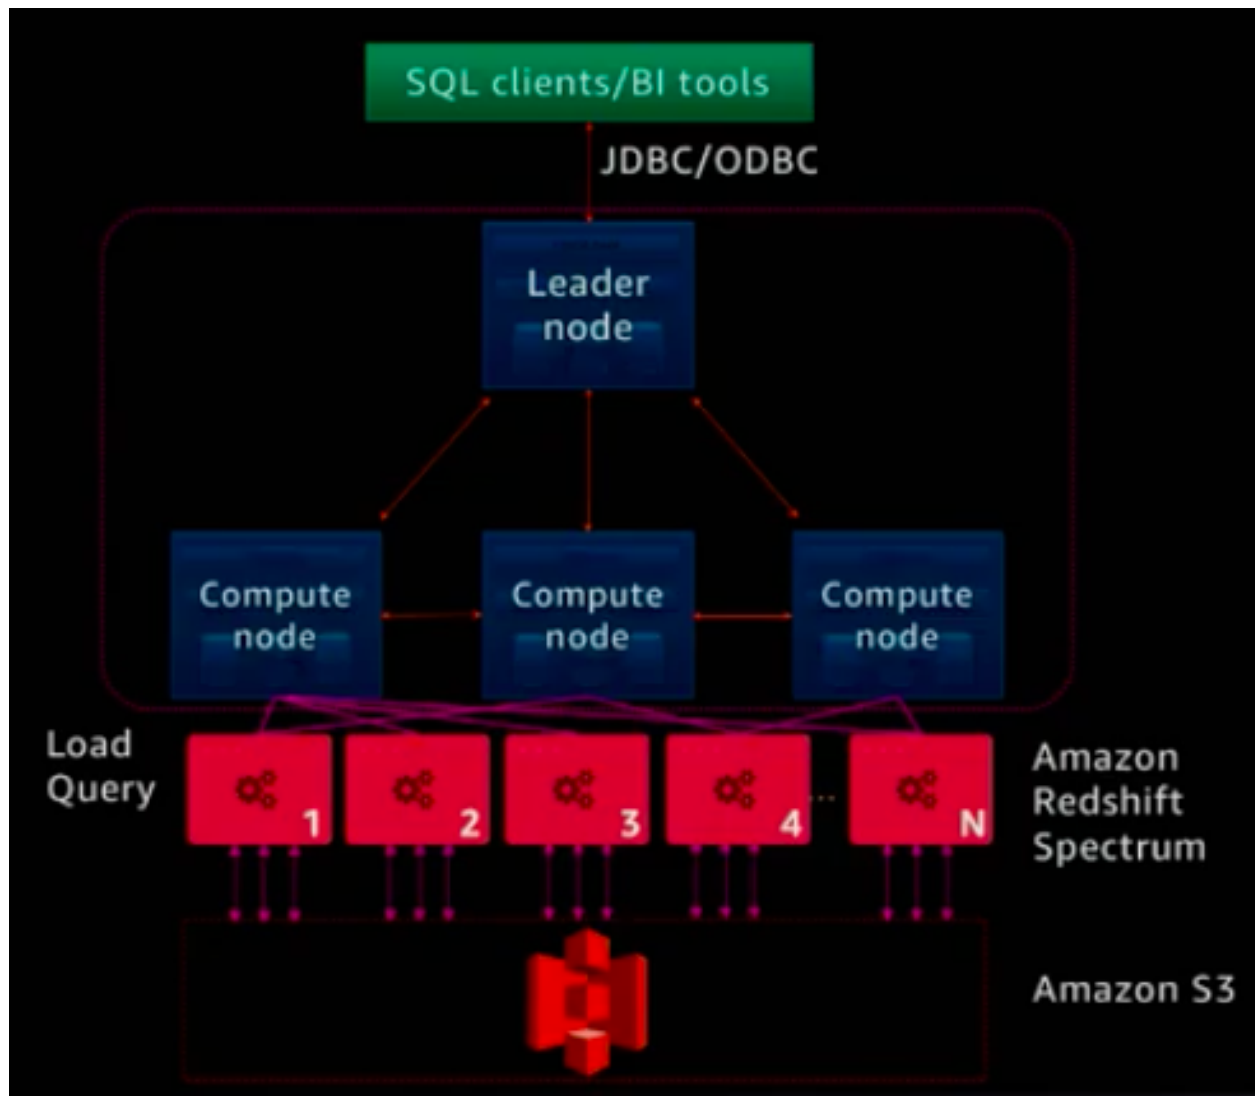 SQL clients/BI tools
JDBC/ODBC
Leader
node
Compute
node
Compute
node
Compute
node
Load
Query
1
2
3
4
...
N
Amazon
Redshift
Spectrum
Amazon S3